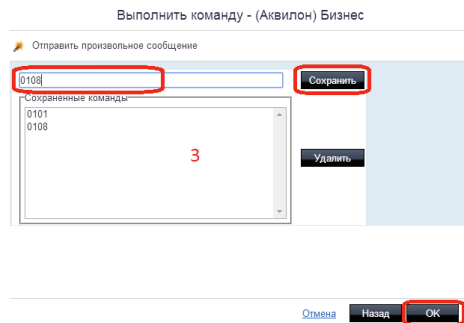 Выполнить команду - (Аквилон) Бизнес
Отправить произвольное сообщение
0108 Сохранить
Сохраненные команды
0101
0108
3
Удалить
Отмена Назад OK